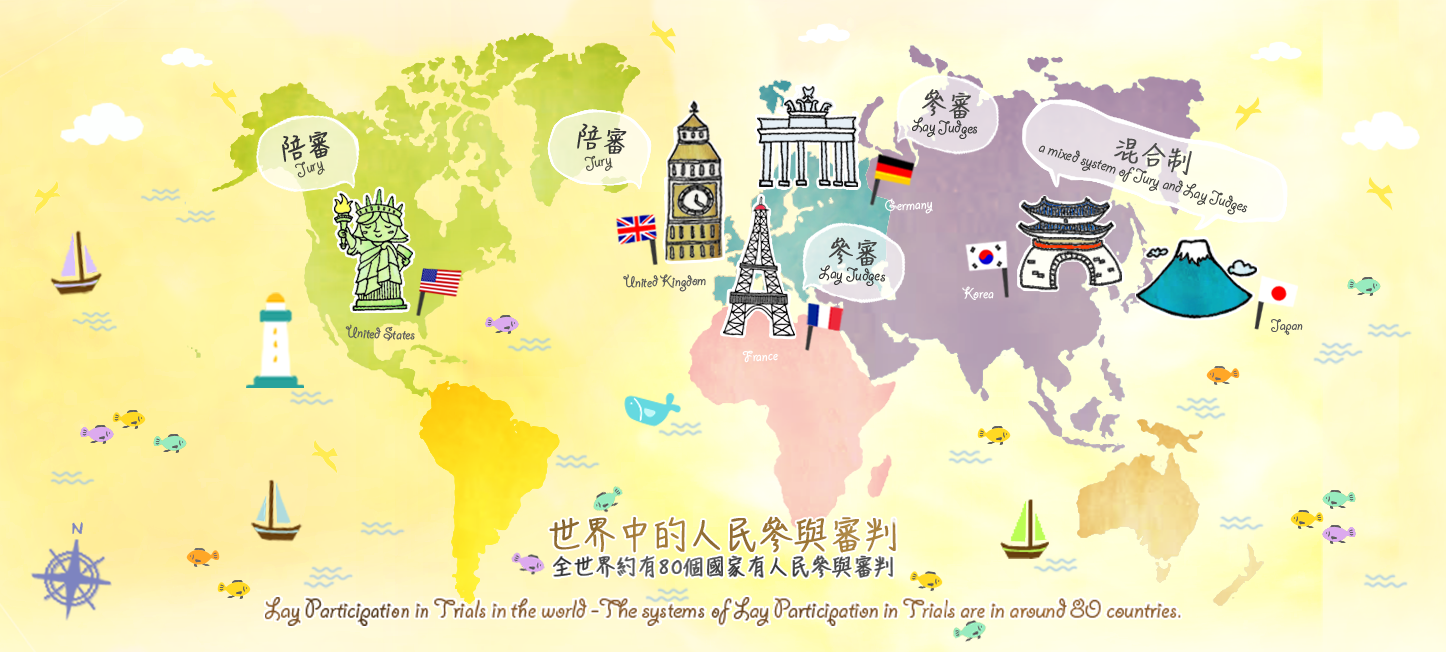 陪審
Jury
陪審
Jury
參審
Lay Judges
混合制
a mixed system of Jury and Lay Judges
Germany
參審
Lay Judges
United Kingdom
Korea
United States
Japan
France
N
世界中的人民參與審判
全世界約有80個國家有人民參與審判
Lay Participation in Trials in the world -The systems of Lay Participation in Trials are in around 80 countries.